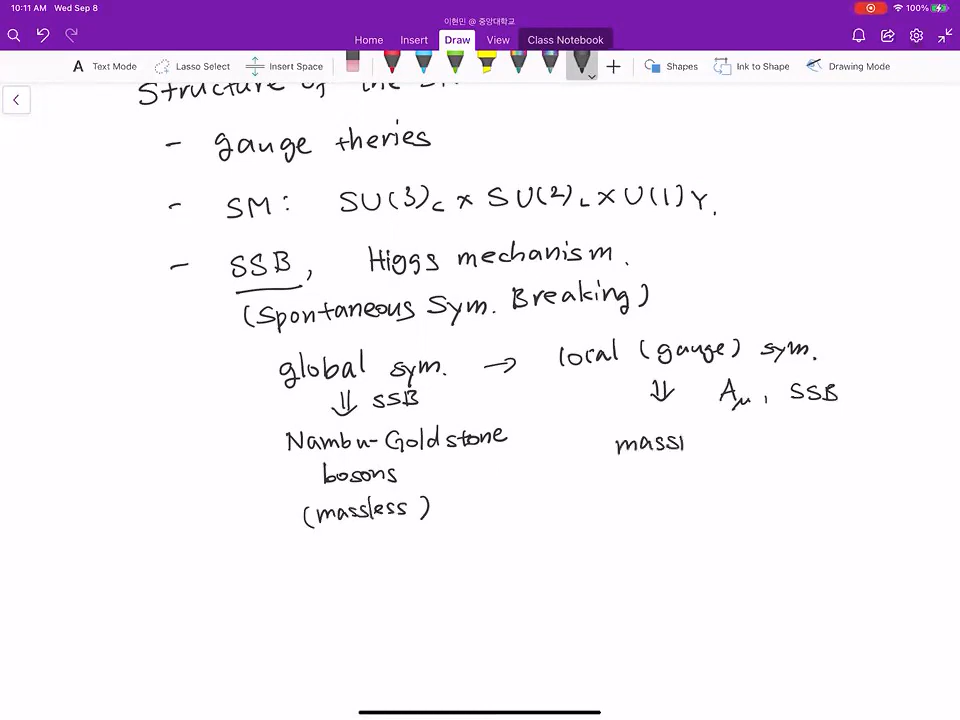 10:11 AM Wed Sep 8
100%
이현민 @ 중앙대학교
Home Insert Draw View Class Notebook
Text Mode Lasso Select Insert Space Shapes Ink to Shape Drawing Mode
Structure of the
- gauge theries
- SM: SU(3)c x SU(2)L x U(1)Y.
- SSB, Higgs mechanism.
(Spontaneous Sym. Breaking)
global sym. → local (gauge) sym.
⇓ SSB ⇓ Aμ, SSB
Nambu-Goldstone massi
bosons
(massless)